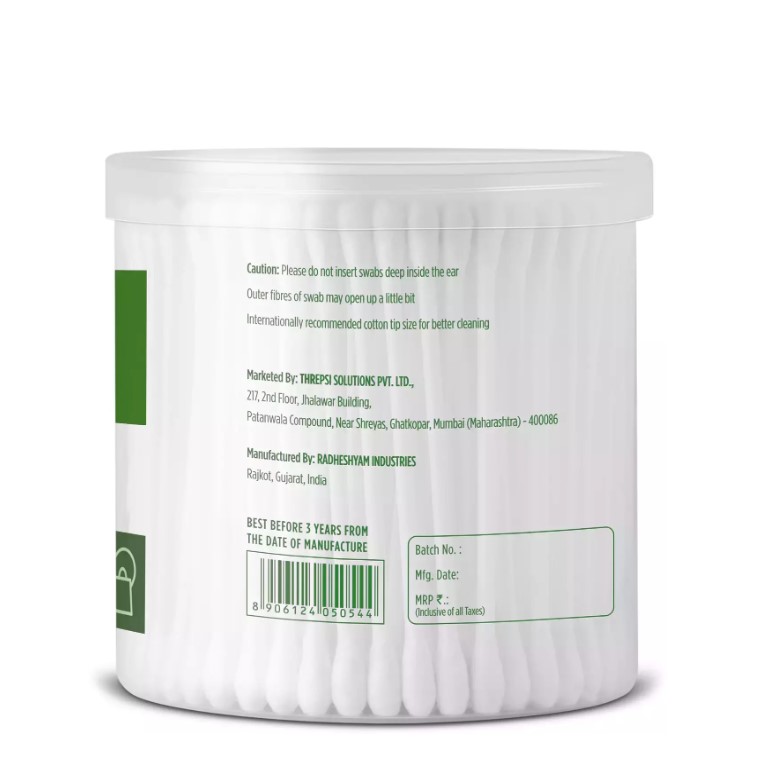 Caution: Please do not insert swabs deep inside the ear
Outer fibres of swab may open up a little bit
Internationally recommended cotton tip size for better cleaning
Marketed By: THREPSI SOLUTIONS PVT. LTD.,
217, 2nd Floor, Jhalawar Building,
Patanwala Compound, Near Shreyas, Ghatkopar, Mumbai (Maharashtra) - 400086
Manufactured By: RADHESHYAM INDUSTRIES
Rajkot, Gujarat, India
BEST BEFORE 3 YEARS FROM
THE DATE OF MANUFACTURE
8 906124 050544
Batch No. :
Mfg. Date:
MRP ₹.:
(Inclusive of all Taxes)